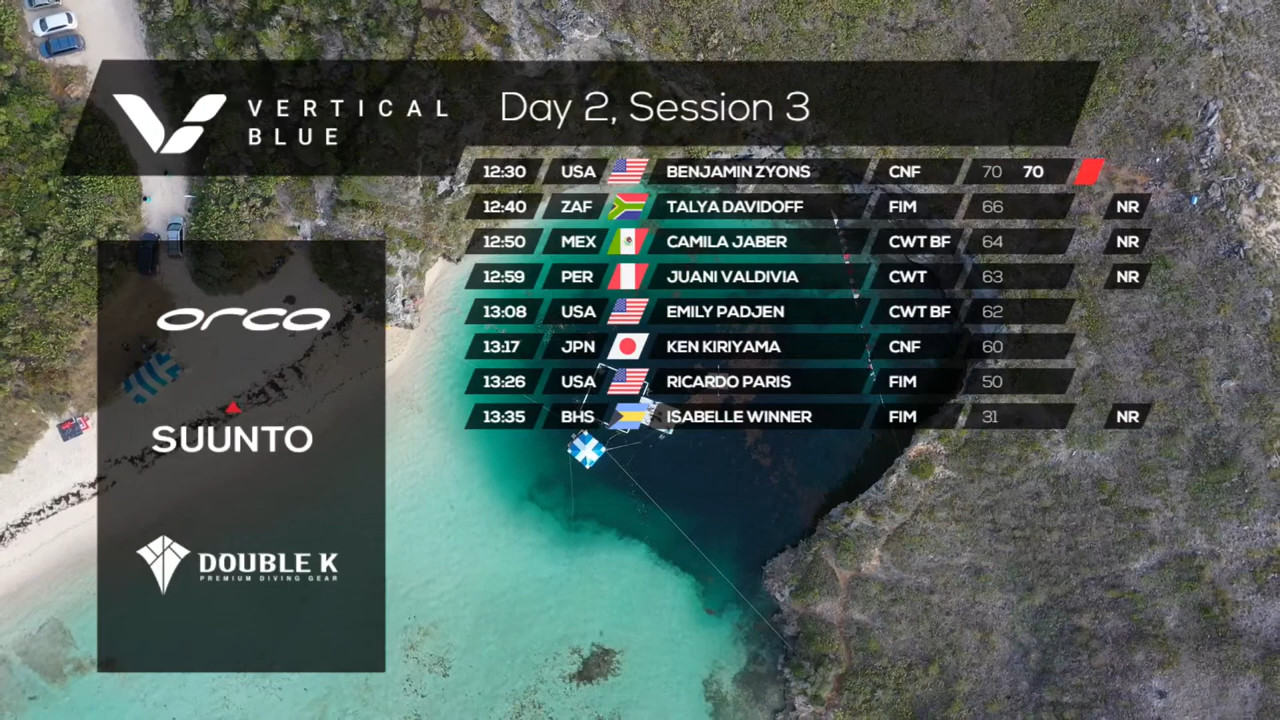 VERTICAL
BLUE
Day 2, Session 3
12:30 USA BENJAMIN ZYONS CNF 70 70
12:40 ZAF TALYA DAVIDOFF FIM 66 NR
12:50 MEX CAMILA JABER CWT BF 64 NR
12:59 PER JUANI VALDIVIA CWT 63 NR
13:08 USA EMILY PADJEN CWT BF 62
13:17 JPN KEN KIRIYAMA CNF 60
13:26 USA RICARDO PARIS FIM 50
13:35 BHS ISABELLE WINNER FIM 31 NR
orca
SUUNTO
DOUBLE K
PREMIUM DIVING GEAR